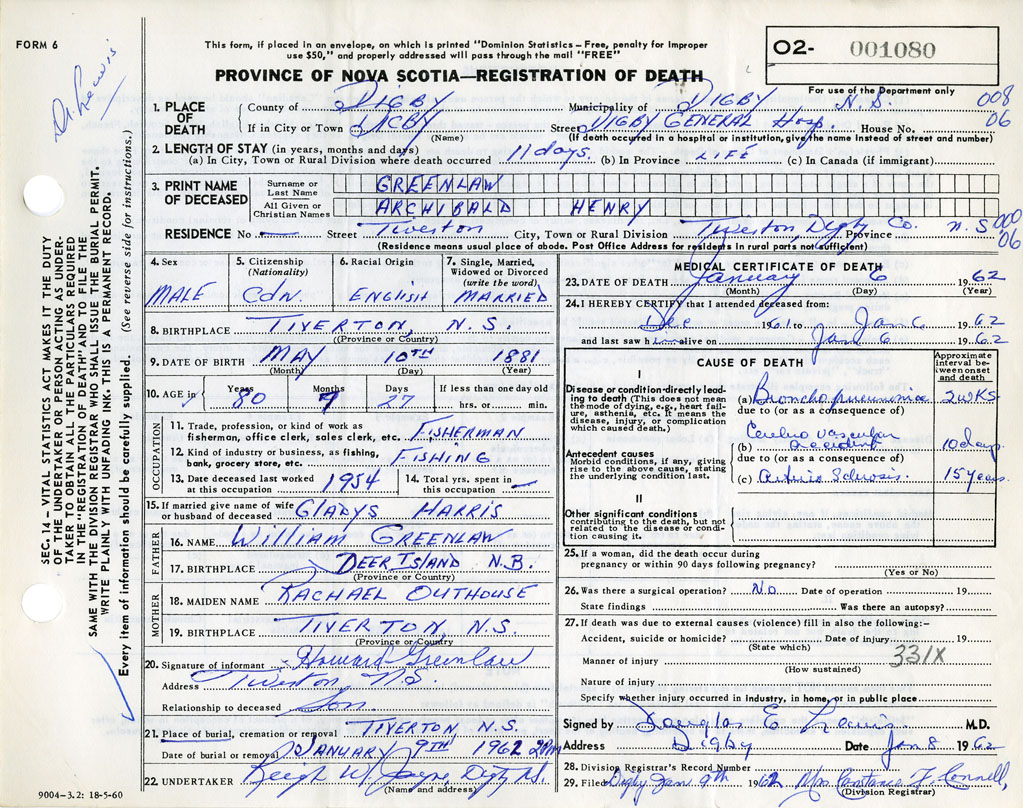 FORM 6
Dr. Lewis
This form, if placed in an envelope, on which is printed "Dominion Statistics – Free, penalty for improper
use $50," and properly addressed will pass through the mail "FREE"
PROVINCE OF NOVA SCOTIA—REGISTRATION OF DEATH
O2- 001080
For use of the Department only
008
06
1. PLACE OF DEATH
County of DIGBY Municipality of DIGBY N.S.
If in City or Town DIGBY Street DIGBY GENERAL Hosp. House No.
(Name) (If death occurred in a hospital or institution, give the name instead of street and number)
2. LENGTH OF STAY (in years, months and days)
(a) In City, Town or Rural Division where death occurred 11 days (b) In Province LIFE (c) In Canada (if immigrant)
3. PRINT NAME OF DECEASED
Surname or Last Name GREENLAW
All Given or Christian Names ARCHIBALD HENRY
RESIDENCE No — Street Tiverton City, Town or Rural Division Tiverton, Digby Co. Province N.S. 000
06
(Residence means usual place of abode. Post Office Address for residents in rural parts not sufficient)
4. Sex MALE
5. Citizenship (Nationality) Cdn.
6. Racial Origin ENGLISH
7. Single, Married, Widowed or Divorced (write the word) MARRIED
8. BIRTHPLACE TIVERTON, N.S.
(Province or Country)
9. DATE OF BIRTH MAY 10TH 1881
(Month) (Day) (Year)
10. AGE in Years 80 Months 7 Days 27 If less than one day old hrs. or min.
OCCUPATION
11. Trade, profession, or kind of work as
fisherman, office clerk, sales clerk, etc. FISHERMAN
12. Kind of industry or business, as fishing,
bank, grocery store, etc. FISHING
13. Date deceased last worked
at this occupation 1954
14. Total yrs. spent in
this occupation —
15. If married give name of wife
or husband of deceased GLADYS HARRIS
FATHER
16. NAME William GREENLAW
17. BIRTHPLACE DEER ISLAND N.B.
(Province or Country)
MOTHER
18. MAIDEN NAME RACHAEL OUTHOUSE
19. BIRTHPLACE TIVERTON, N.S.
(Province or Country
20. Signature of informant Howard Greenlaw
Address Tiverton, N.S.
Relationship to deceased Son
21. Place of burial, cremation or removal TIVERTON, N.S.
Date of burial or removal JANUARY 9TH 1962 2 PM
22. UNDERTAKER W. Digby N.S.
(Name and address)
9004-3.2: 18-5-60
MEDICAL CERTIFICATE OF DEATH
23. DATE OF DEATH January 6 1962
(Month) (Day) (Year)
24. I HEREBY CERTIFY that I attended deceased from:
Dec 1961 to Jan 6 1962
and last saw him alive on Jan 6 1962
CAUSE OF DEATH
Approximate interval between onset and death
I
Disease or condition directly leading to death (This does not mean the mode of dying, e.g., heart failure, asthenia, etc. It means the disease, injury, or complication which caused death.)
(a) Broncho pneumonia 2 WKS
due to (or as a consequence of)
Antecedent causes
Morbid conditions, if any, giving rise to the above cause, stating the underlying condition last.
(b) Cerebro vascular accident 10 days
due to (or as a consequence of)
(c) Arterio Sclerosis. 15 years
II
Other significant conditions
contributing to the death, but not related to the disease or condition causing it.
25. If a woman, did the death occur during
pregnancy or within 90 days following pregnancy?
(Yes or No)
26. Was there a surgical operation? No Date of operation 19
State findings Was there an autopsy?
27. If death was due to external causes (violence) fill in also the following:-
Accident, suicide or homicide? Date of injury 19
(State which)
331X
Manner of injury
(How sustained)
Nature of injury
Specify whether injury occurred in Industry, in home, or in public place
Signed by Douglas E Lewis M.D.
Address Digby Date Jan 8 1962
28. Division Registrar's Record Number
29. Filed Digby Jan 9th 1962 Mrs Constance F. Connell,
(Division Registrar)
SEC. 14 – VITAL STATISTICS ACT MAKES IT THE DUTY
OF THE UNDERTAKER OR PERSON ACTING AS UNDER-
TAKER TO OBTAIN ALL THE PARTICULARS REQUIRED
IN THE "REGISTRATION OF DEATH" AND TO FILE THE
SAME WITH THE DIVISION REGISTRAR WHO SHALL ISSUE THE BURIAL PERMIT.
WRITE PLAINLY WITH UNFADING INK. THIS IS A PERMANENT RECORD.
Every item of information should be carefully supplied. (See reverse side for instructions.)